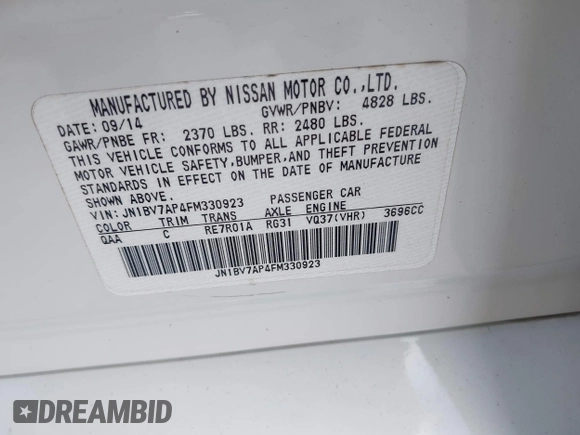 MANUFACTURED BY NISSAN MOTOR CO.,LTD.
DATE: 09/14 GVWR/PNBV: 4828 LBS.
GAWR/PNBE FR: 2370 LBS. RR: 2480 LBS.
THIS VEHICLE CONFORMS TO ALL APPLICABLE FEDERAL
MOTOR VEHICLE SAFETY, BUMPER, AND THEFT PREVENTION
STANDARDS IN EFFECT ON THE DATE OF MANUFACTURE
SHOWN ABOVE.
VIN: JN1BV7AP4FM330923 PASSENGER CAR
COLOR TRIM TRANS AXLE ENGINE
QAA C RE7R01A RG31 VQ37(VHR) 3696CC
JN1BV7AP4FM330923
DREAMBID